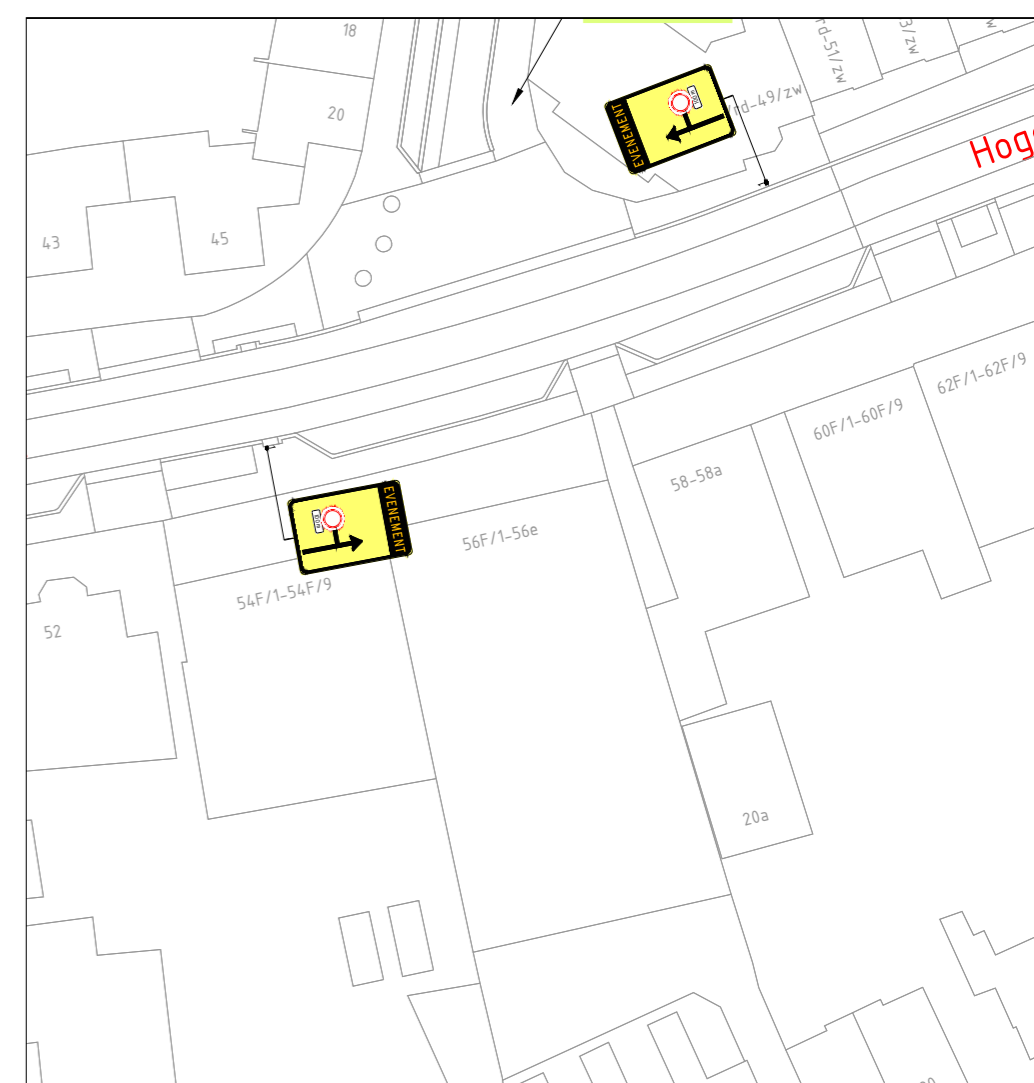 18
20
rd-51/zw
3/zw
rd-49/zw
EVENEMENT
Hog
43
45
62F/1-62F/9
60F/1-60F/9
58-58a
EVENEMENT
56F/1-56e
54F/1-54F/9
52
20a